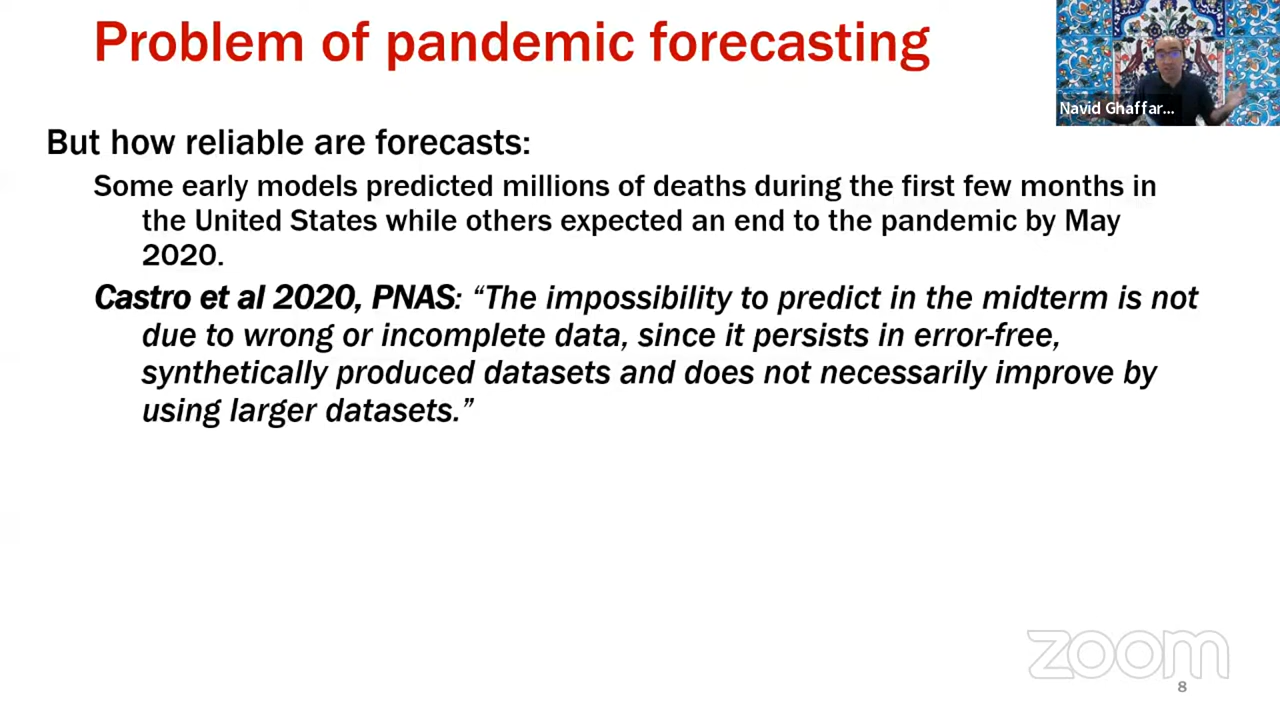 Problem of pandemic forecasting
Navid Ghaffar...
But how reliable are forecasts:
Some early models predicted millions of deaths during the first few months in
the United States while others expected an end to the pandemic by May
2020.
Castro et al 2020, PNAS: “The impossibility to predict in the midterm is not
due to wrong or incomplete data, since it persists in error-free,
synthetically produced datasets and does not necessarily improve by
using larger datasets.”
zoom
8